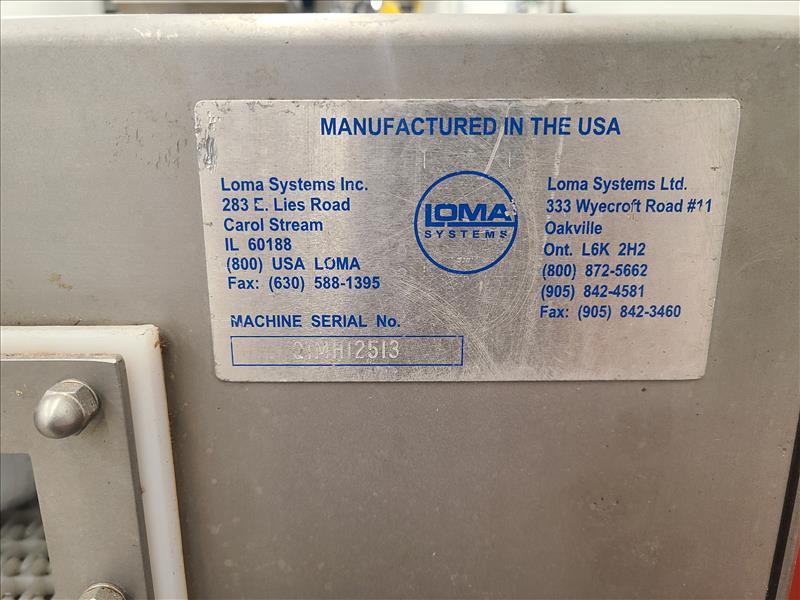 MANUFACTURED IN THE USA
Loma Systems Inc.
283 E. Lies Road
Carol Stream
IL 60188
(800) USA LOMA
Fax: (630) 588-1395
LOMA
SYSTEMS
Loma Systems Ltd.
333 Wyecroft Road #11
Oakville
Ont. L6K 2H2
(800) 872-5662
(905) 842-4581
Fax: (905) 842-3460
MACHINE SERIAL No.
21MH12513